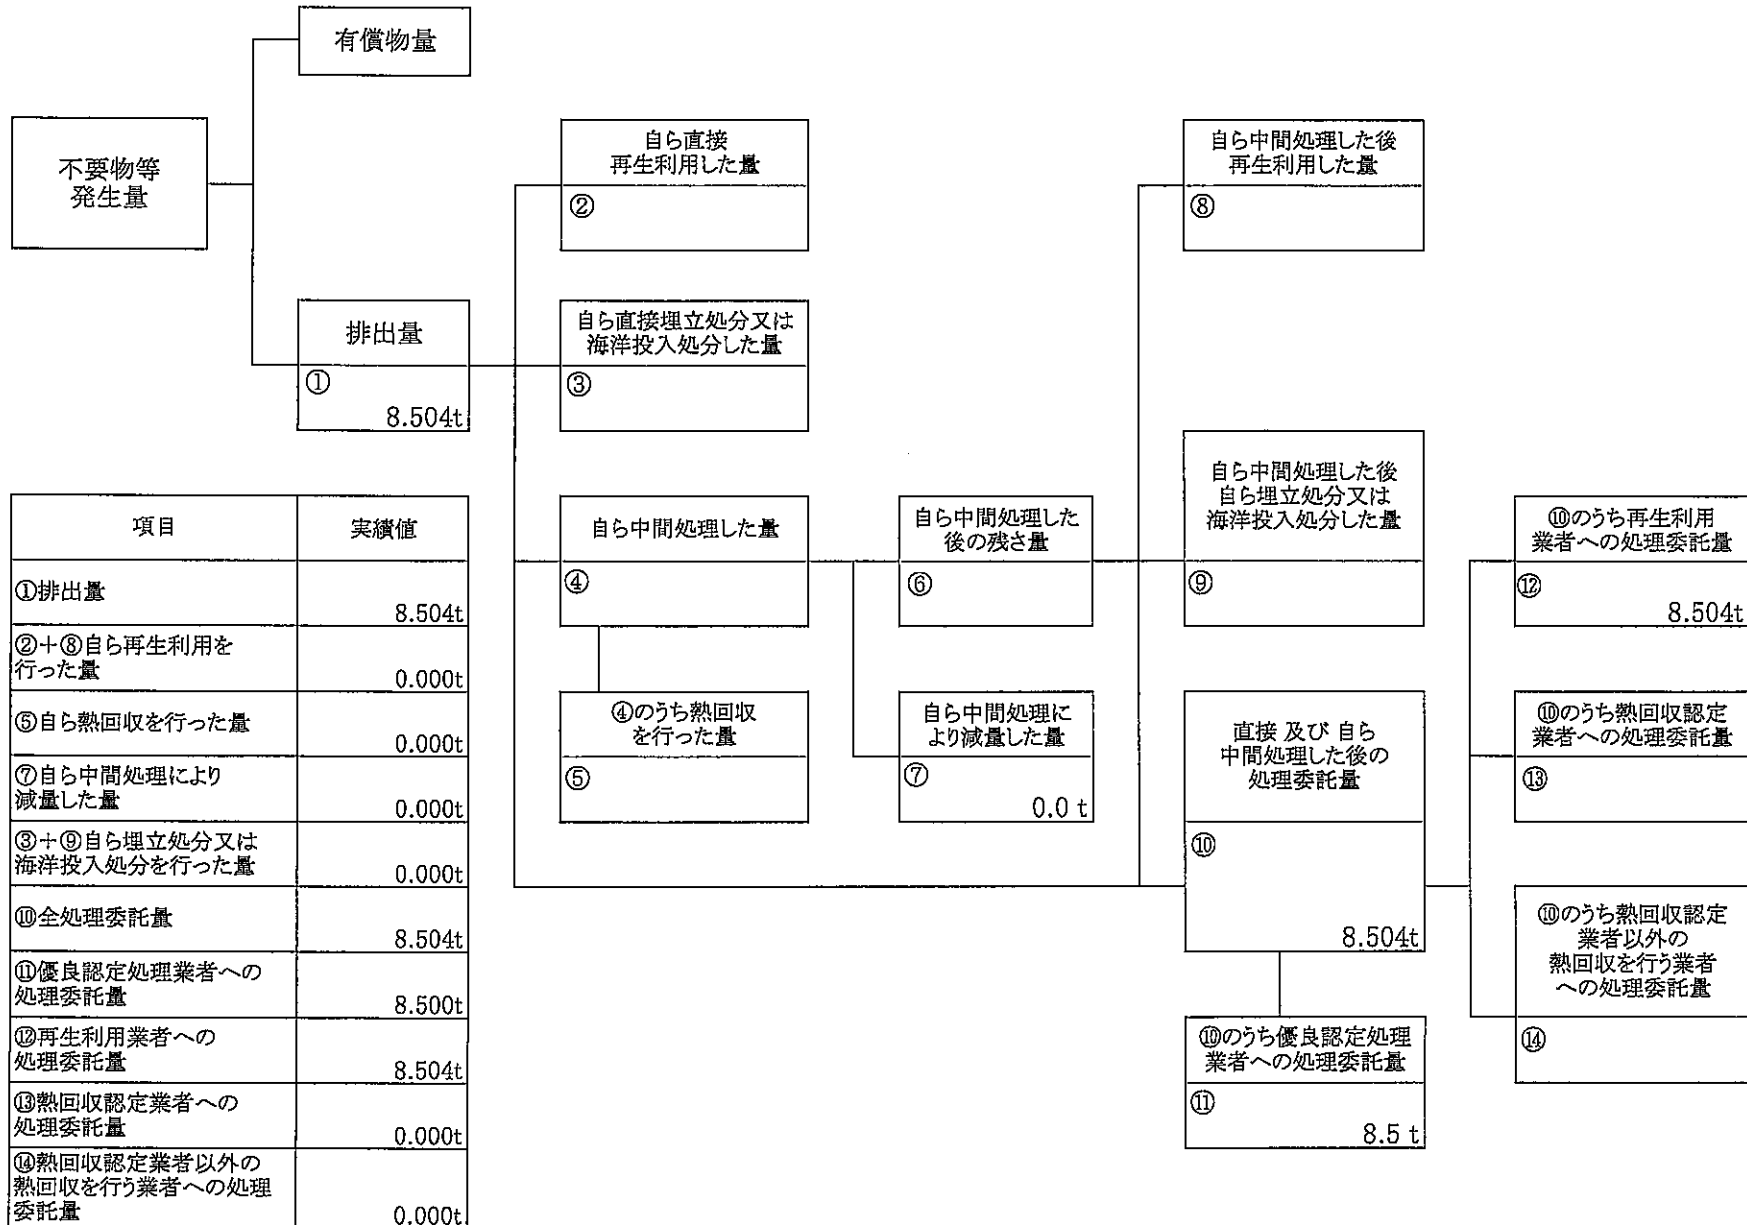 有償物量
不要物等
発生量
排出量
①
8.504t
自ら直接
再生利用した量
②
自ら直接埋立処分又は
海洋投入処分した量
③
自ら中間処理した量
④
④のうち熱回収
を行った量
⑤
自ら中間処理した
後の残さ量
⑥
自ら中間処理に
より減量した量
⑦
0.0 t
自ら中間処理した後
再生利用した量
⑧
自ら中間処理した後
自ら埋立処分又は
海洋投入処分した量
⑨
直接 及び 自ら
中間処理した後の
処理委託量
⑩
8.504t
⑩のうち優良認定処理
業者への処理委託量
⑪
8.5 t
⑩のうち再生利用
業者への処理委託量
⑫
8.504t
⑩のうち熱回収認定
業者への処理委託量
⑬
⑩のうち熱回収認定
業者以外の
熱回収を行う業者
への処理委託量
⑭
項目 実績値
①排出量
8.504t
②+⑧自ら再生利用を
行った量
0.000t
⑤自ら熱回収を行った量
0.000t
⑦自ら中間処理により
減量した量
0.000t
③+⑨自ら埋立処分又は
海洋投入処分を行った量
0.000t
⑩全処理委託量
8.504t
⑪優良認定処理業者への
処理委託量
8.500t
⑫再生利用業者への
処理委託量
8.504t
⑬熱回収認定業者への
処理委託量
0.000t
⑭熱回収認定業者以外の
熱回収を行う業者への処理
委託量
0.000t